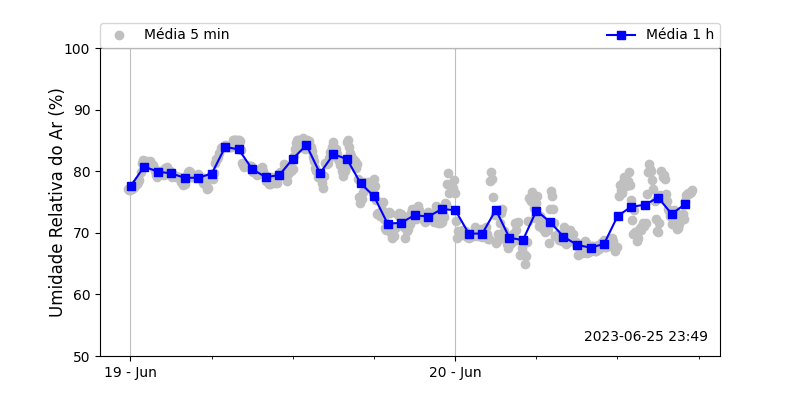 Média 5 min
Média 1 h
Umidade Relativa do Ar (%)
100
90
80
70
60
50
2023-06-25 23:49
19 - Jun
20 - Jun